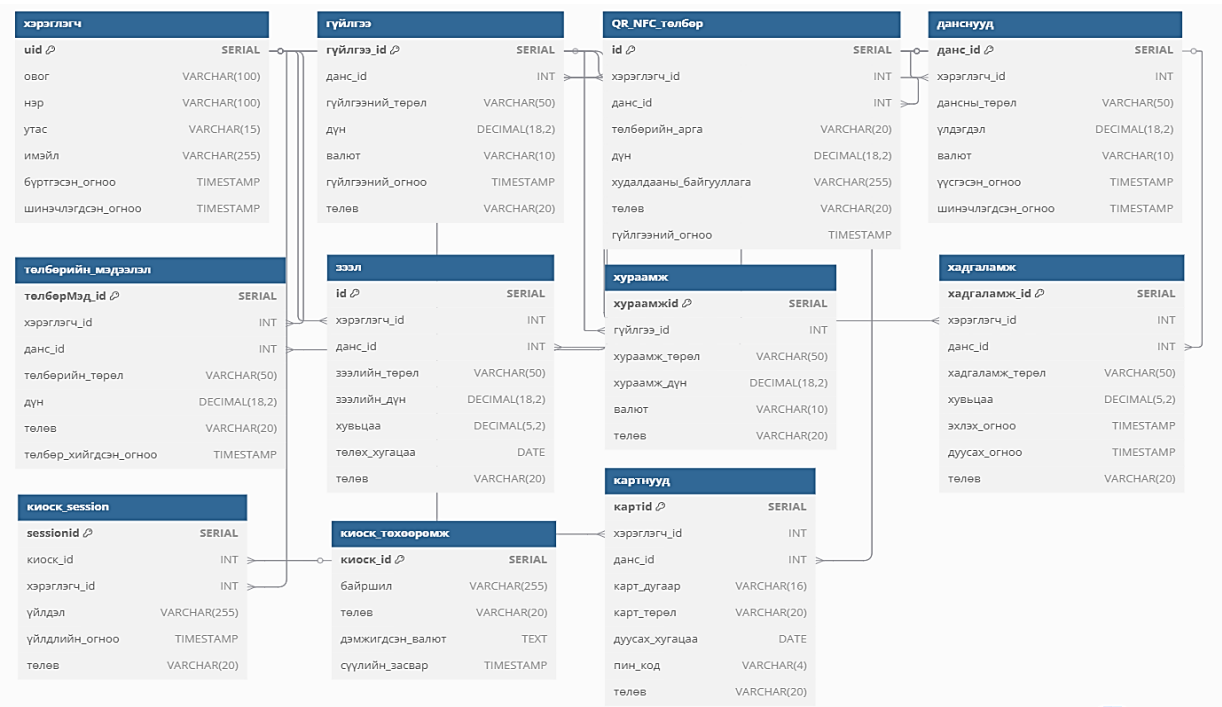 хэрэглэгч
uid SERIAL
овог VARCHAR(100)
нэр VARCHAR(100)
утас VARCHAR(15)
имэйл VARCHAR(255)
бүртгэсэн_огноо TIMESTAMP
шинэчлэгдсэн_огноо TIMESTAMP
гүйлгээ
гүйлгээ_id SERIAL
данс_id INT
гүйлгээний_төрөл VARCHAR(50)
дүн DECIMAL(18,2)
валют VARCHAR(10)
гүйлгээний_огноо TIMESTAMP
төлөв VARCHAR(20)
QR_NFC_төлбөр
id SERIAL
хэрэглэгч_id INT
данс_id INT
төлбөрийн_арга VARCHAR(20)
дүн DECIMAL(18,2)
худалдааны_байгууллага VARCHAR(255)
төлөв VARCHAR(20)
гүйлгээний_огноо TIMESTAMP
данснууд
данс_id SERIAL
хэрэглэгч_id INT
дансны_төрөл VARCHAR(50)
үлдэгдэл DECIMAL(18,2)
валют VARCHAR(10)
үүсгэсэн_огноо TIMESTAMP
шинэчлэгдсэн_огноо TIMESTAMP
төлбөрийн_мэдээлэл
төлбөрМэд_id SERIAL
хэрэглэгч_id INT
данс_id INT
төлбөрийн_төрөл VARCHAR(50)
дүн DECIMAL(18,2)
төлөв VARCHAR(20)
төлбөр_хийгдсэн_огноо TIMESTAMP
зээл
id SERIAL
хэрэглэгч_id INT
данс_id INT
зээлийн_төрөл VARCHAR(50)
зээлийн_дүн DECIMAL(18,2)
хувьцаа DECIMAL(5,2)
төлөх_хугацаа DATE
төлөв VARCHAR(20)
хураамж
хураамжid SERIAL
гүйлгээ_id INT
хураамж_төрөл VARCHAR(50)
хураамж_дүн DECIMAL(18,2)
валют VARCHAR(10)
төлөв VARCHAR(20)
хадгаламж
хадгаламж_id SERIAL
хэрэглэгч_id INT
данс_id INT
хадгаламж_төрөл VARCHAR(50)
хувьцаа DECIMAL(5,2)
эхлэх_огноо TIMESTAMP
дуусах_огноо TIMESTAMP
төлөв VARCHAR(20)
киоск_session
sessionid SERIAL
киоск_id INT
хэрэглэгч_id INT
үйлдэл VARCHAR(255)
үйлдлийн_огноо TIMESTAMP
төлөв VARCHAR(20)
киоск_төхөөрөмж
киоск_id SERIAL
байршил VARCHAR(255)
төлөв VARCHAR(20)
дэмжигдсэн_валют TEXT
сүүлийн_засвар TIMESTAMP
картнууд
картid SERIAL
хэрэглэгч_id INT
данс_id INT
карт_дугаар VARCHAR(16)
карт_төрөл VARCHAR(20)
дуусах_хугацаа DATE
пин_код VARCHAR(4)
төлөв VARCHAR(20)